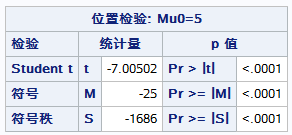 位置检验: Mu0=5
检验 统计量 p 值
Student t t -7.00502 Pr > |t| <.0001
符号 M -25 Pr >= |M| <.0001
符号秩 S -1686 Pr >= |S| <.0001